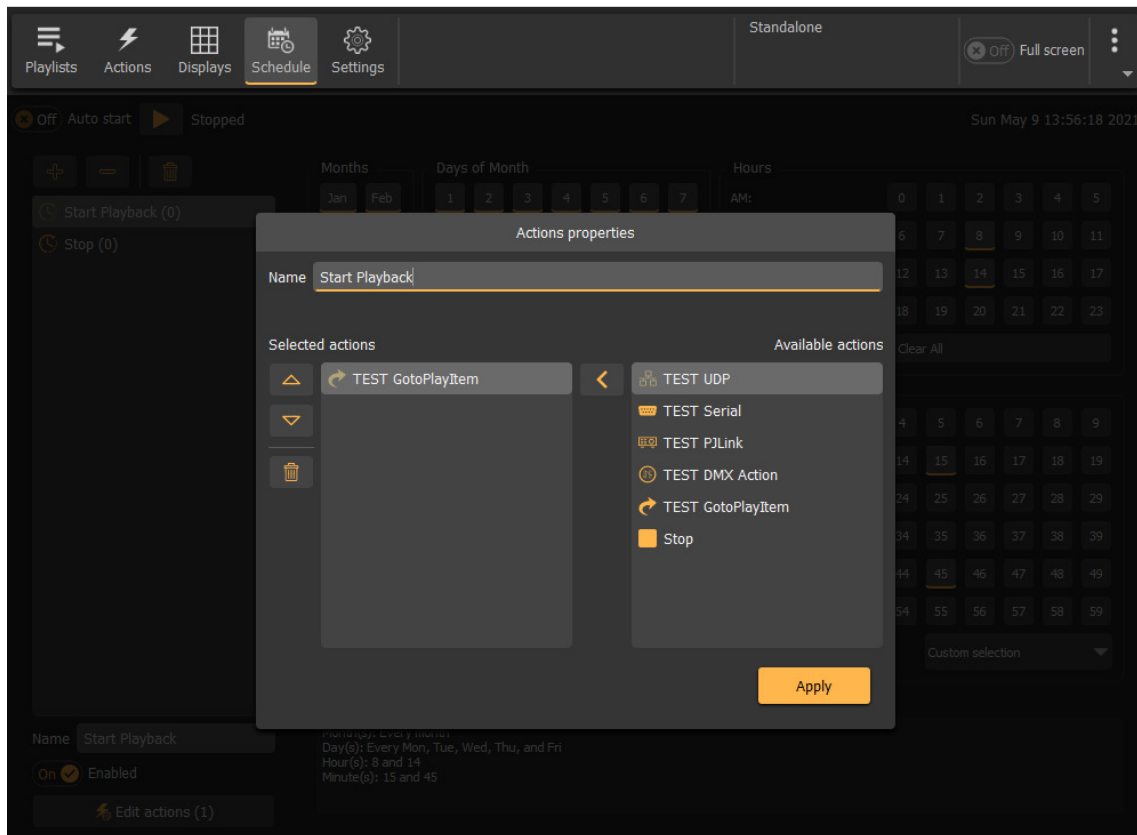 Standalone
Playlists Actions Displays Schedule Settings
Off Full screen
Off Auto start Stopped Sun May 9 13:56:18 2021
Months Days of Month Hours
Jan Feb 1 2 3 4 5 6 7 AM: 0 1 2 3 4 5
Start Playback (0)
Stop (0)
6 7 8 9 10 11
12 13 14 15 16 17
18 19 20 21 22 23
Clear All
Actions properties
Name Start Playback
Selected actions Available actions
TEST GotoPlayItem
TEST UDP
TEST Serial
TEST PJLink
TEST DMX Action
TEST GotoPlayItem
Stop
Apply
4 5 6 7 8 9
14 15 16 17 18 19
24 25 26 27 28 29
34 35 36 37 38 39
44 45 46 47 48 49
54 55 56 57 58 59
Custom selection
Name Start Playback
On Enabled
Edit actions (1)
Month(s): Every month
Day(s): Every Mon, Tue, Wed, Thu, and Fri
Hour(s): 8 and 14
Minute(s): 15 and 45